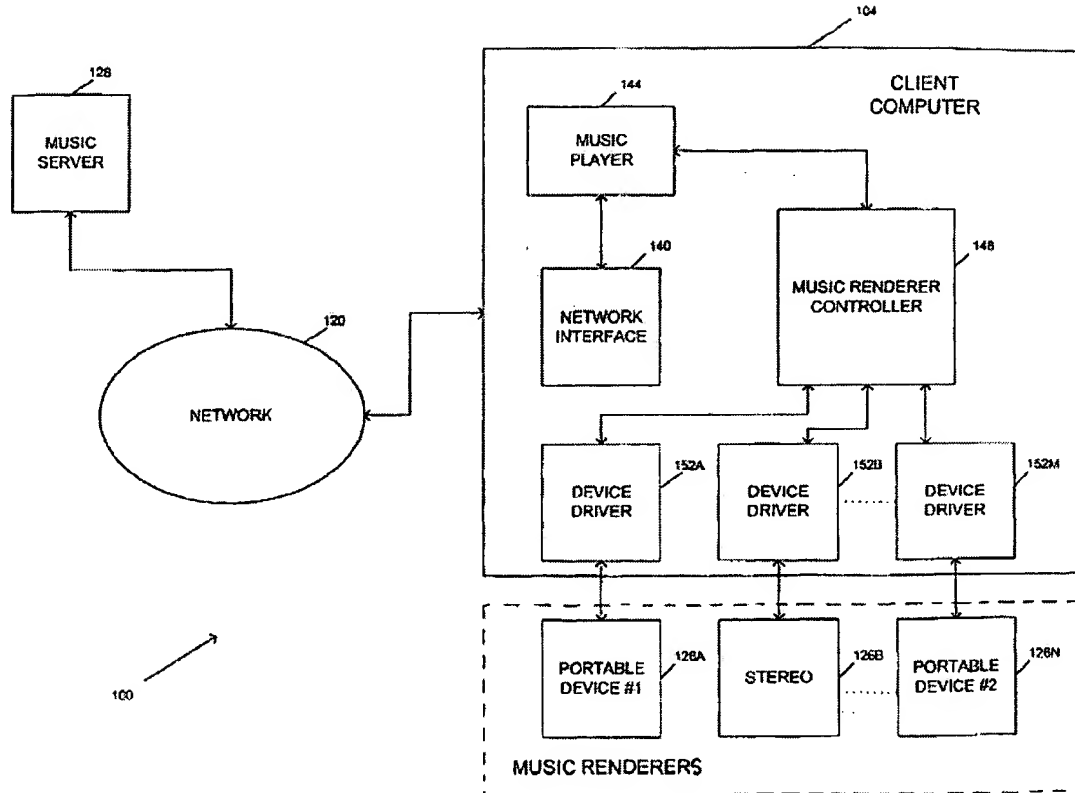 104
128
MUSIC
SERVER
CLIENT
COMPUTER
144
MUSIC
PLAYER
140
148
NETWORK
INTERFACE
MUSIC RENDERER
CONTROLLER
120
NETWORK
152A
152B
152M
DEVICE
DRIVER
DEVICE
DRIVER
DEVICE
DRIVER
100
126A
126B
126N
PORTABLE
DEVICE #1
STEREO
PORTABLE
DEVICE #2
MUSIC RENDERERS